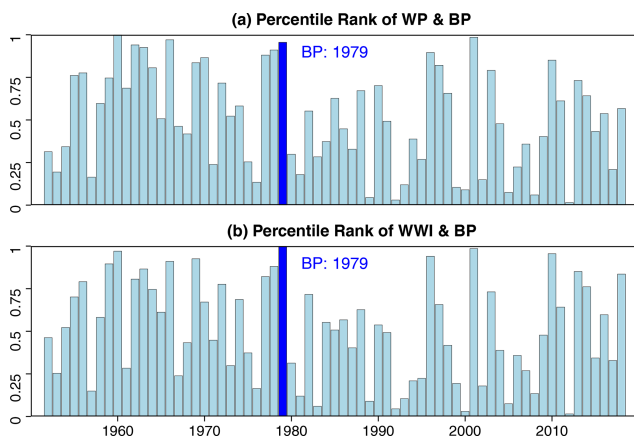 (a) Percentile Rank of WP & BP
1
0.75
0.5
0.25
0
BP: 1979
(b) Percentile Rank of WWI & BP
1
0.75
0.5
0.25
0
BP: 1979
1960 1970 1980 1990 2000 2010